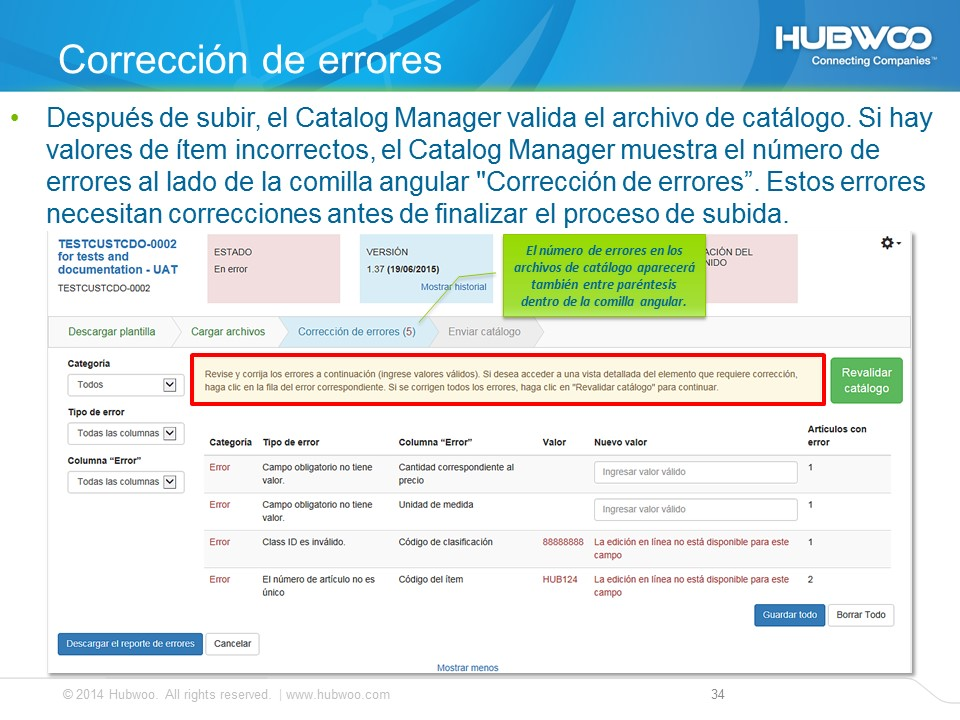 Corrección de errores
HUBWOO
Connecting Companies™
• Después de subir, el Catalog Manager valida el archivo de catálogo. Si hay
valores de ítem incorrectos, el Catalog Manager muestra el número de
errores al lado de la comilla angular "Corrección de errores”. Estos errores
necesitan correcciones antes de finalizar el proceso de subida.
TESTCUSTCDO-0002
for tests and
documentation - UAT
TESTCUSTCDO-0002
ESTADO
En error
VERSIÓN
1.37 (19/06/2015)
Mostrar historial
El número de errores en los
archivos de catálogo aparecerá
también entre paréntesis
dentro de la comilla angular.
ACIÓN DEL
NIDO
Descargar plantilla
Cargar archivos
Corrección de errores (5)
Enviar catálogo
Categoría
Todos
Tipo de error
Todas las columnas
Columna “Error”
Todas las columnas
Revise y corrija los errores a continuación (ingrese valores válidos). Si desea acceder a una vista detallada del elemento que requiere corrección,
haga clic en la fila del error correspondiente. Si se corrigen todos los errores, haga clic en "Revalidar catálogo" para continuar.
Revalidar
catálogo
Categoría Tipo de error Columna “Error” Valor Nuevo valor Artículos con
error
Error Campo obligatorio no tiene Cantidad correspondiente al Ingresar valor válido 1
valor. precio
Error Campo obligatorio no tiene Unidad de medida Ingresar valor válido 1
valor.
Error Class ID es inválido. Código de clasificación 88888888 La edición en línea no está disponible para este 1
campo
Error El número de artículo no es Código del ítem HUB124 La edición en línea no está disponible para este 2
único campo
Guardar todo Borrar Todo
Descargar el reporte de errores Cancelar
Mostrar menos
© 2014 Hubwoo. All rights reserved. | www.hubwoo.com 34